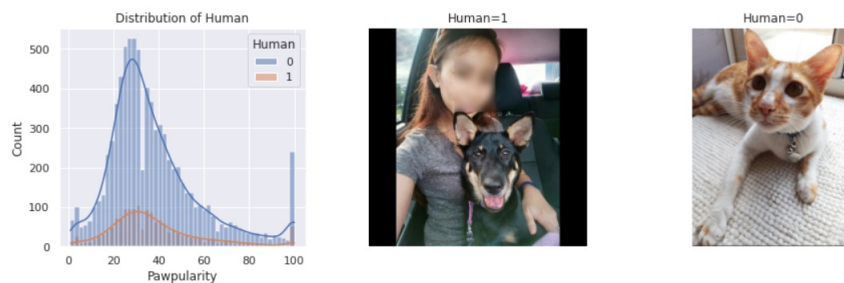 Distribution of Human
Human=1
Human=0
Human
0
1
Count
500
400
300
200
100
0
0 20 40 60 80 100
Pawpularity